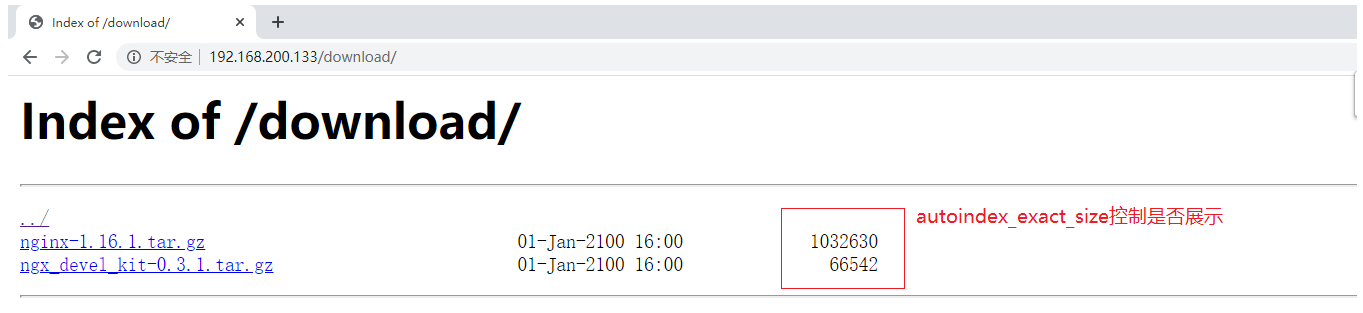 Index of /download/
不安全 192.168.200.133/download/
Index of /download/
../
autoindex_exact_size控制是否展示
nginx-1.16.1.tar.gz 01-Jan-2100 16:00 1032630
ngx_devel_kit-0.3.1.tar.gz 01-Jan-2100 16:00 66542